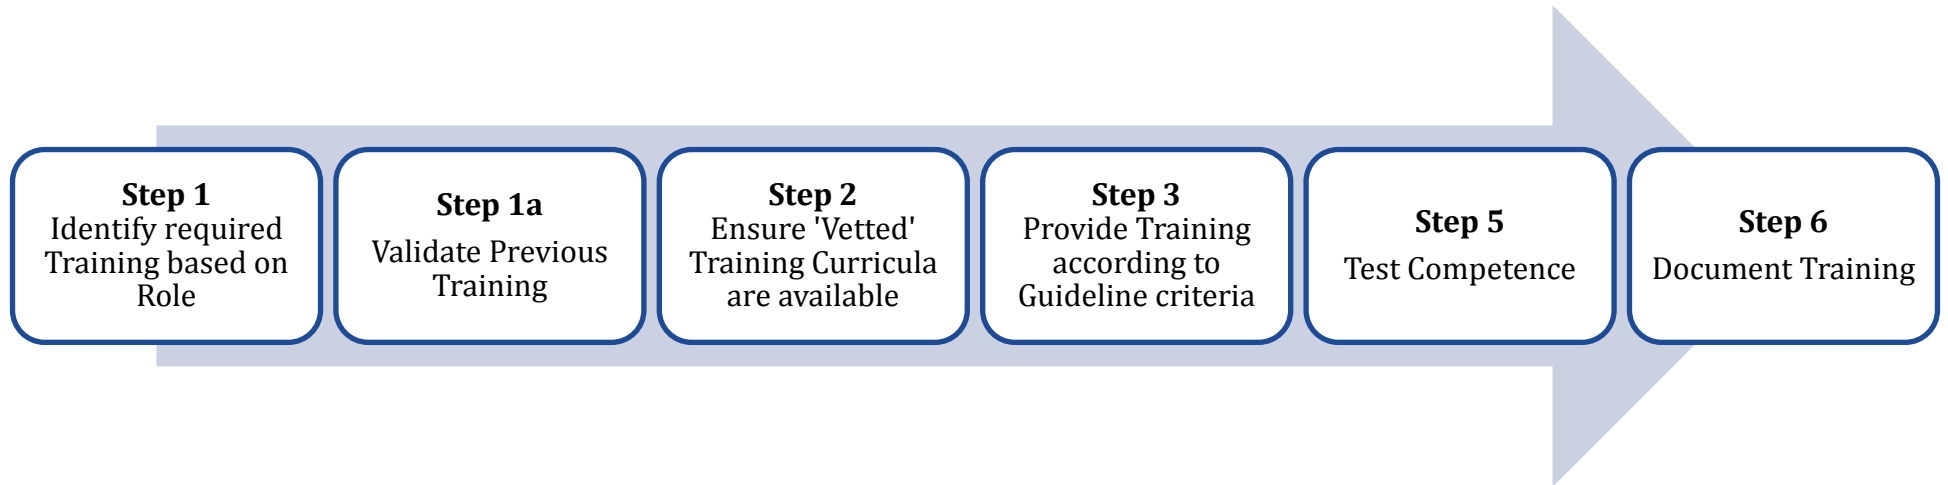 Step 1
Identify required
Training based on
Role
Step 1a
Validate Previous
Training
Step 2
Ensure 'Vetted'
Training Curricula
are available
Step 3
Provide Training
according to
Guideline criteria
Step 5
Test Competence
Step 6
Document Training